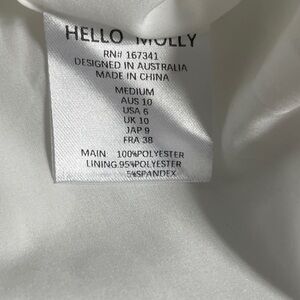 HELLO MOLLY
RN# 167341
DESIGNED IN AUSTRALIA
MADE IN CHINA
MEDIUM
AUS 10
USA 6
UK 10
JAP 9
FRA 38
MAIN 100%POLYESTER
LINING 95%POLYESTER
5%SPANDEX